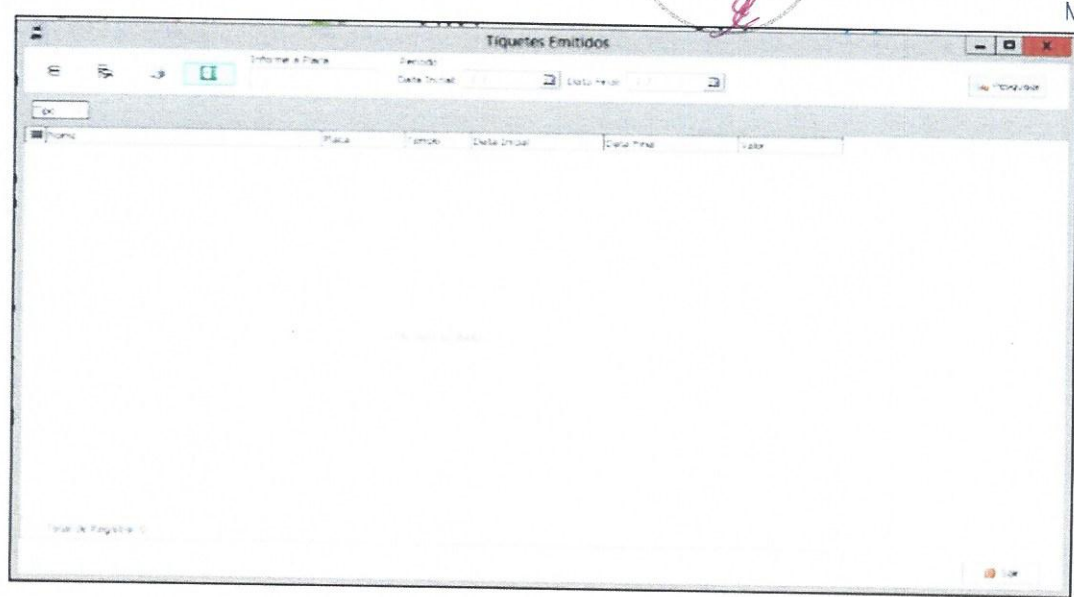 Tíquetes Emitidos
Informe a Placa
Período
Data Inicial:
Data Final:
Pesquisar
Nome
Placa
Tempo
Data Inicial
Data Final
Valor
Total de Registros: 0
Sair